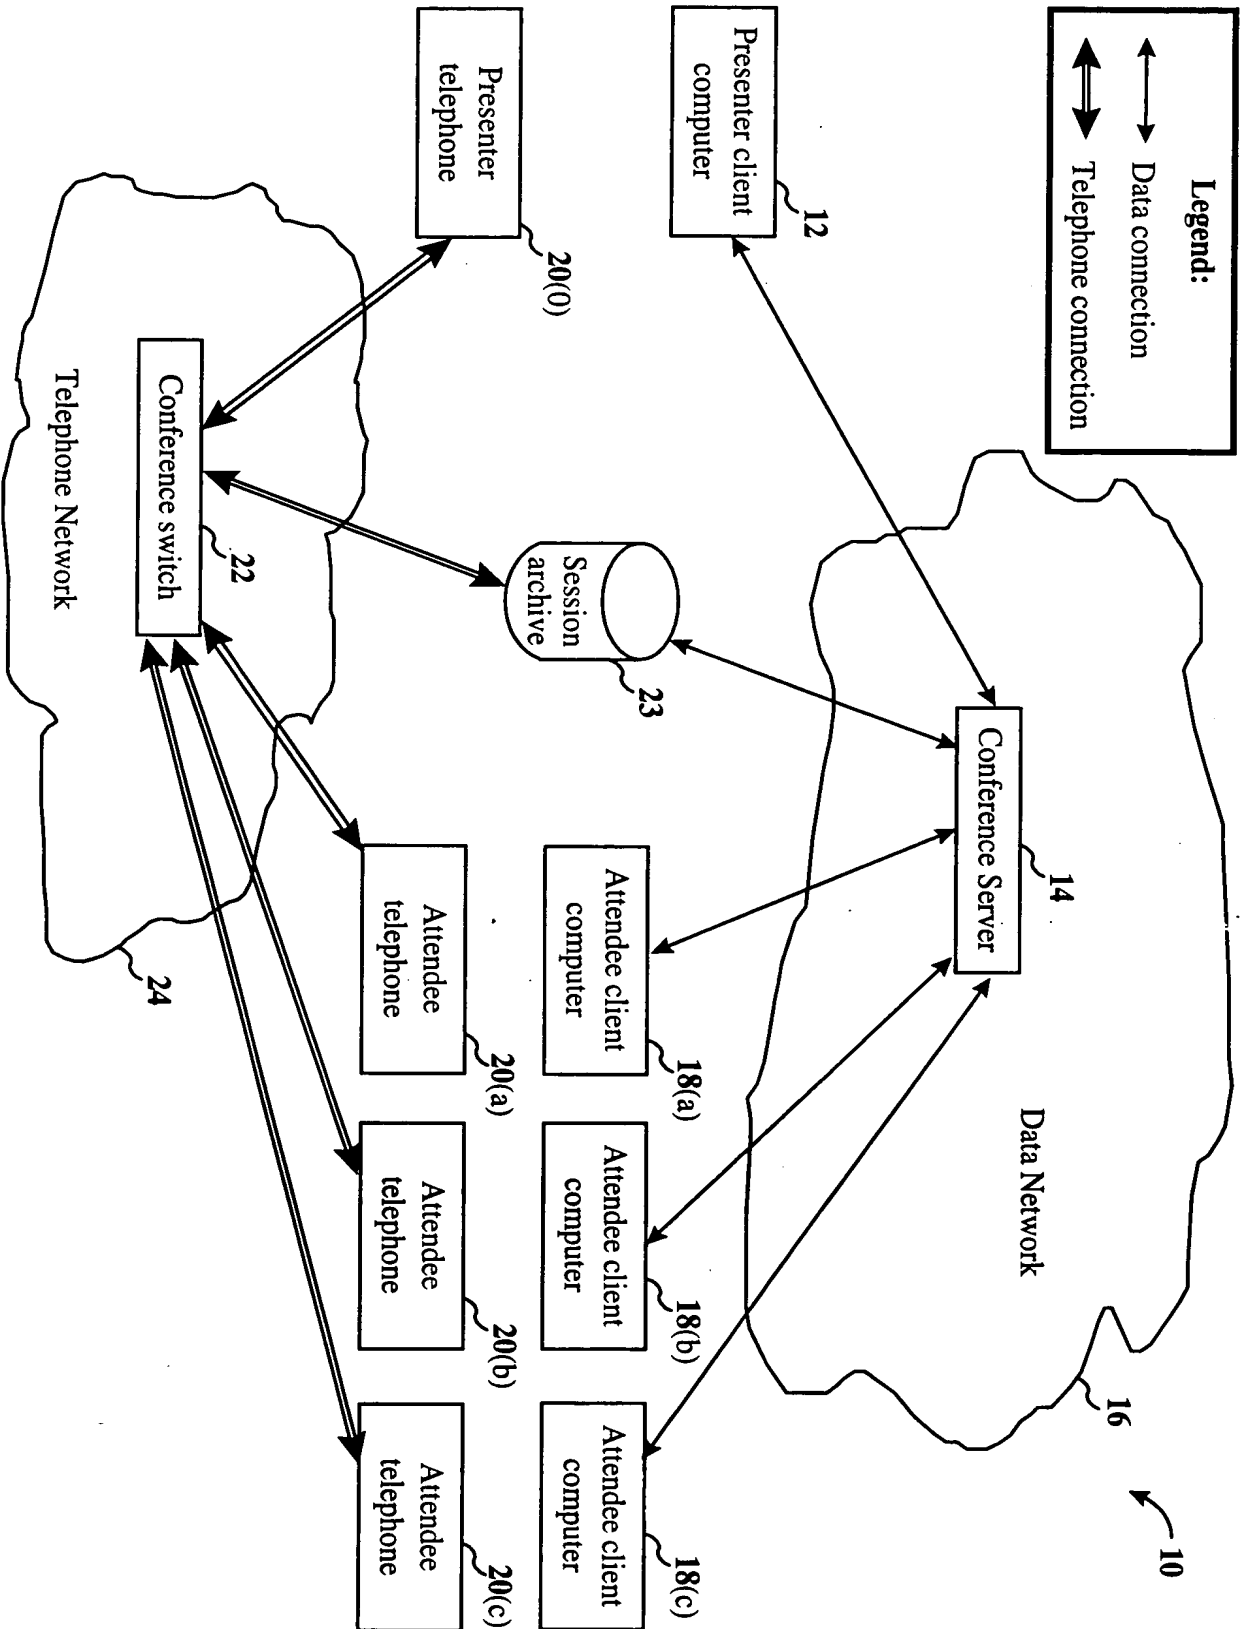 Legend:
Data connection
Telephone connection
10
Data Network
16
Conference Server
14
Presenter client
computer
12
Session
archive
23
Attendee client
computer
18(a)
Attendee client
computer
18(b)
Attendee client
computer
18(c)
Presenter
telephone
20(0)
Attendee
telephone
20(a)
Attendee
telephone
20(b)
Attendee
telephone
20(c)
Conference switch
22
Telephone Network
24